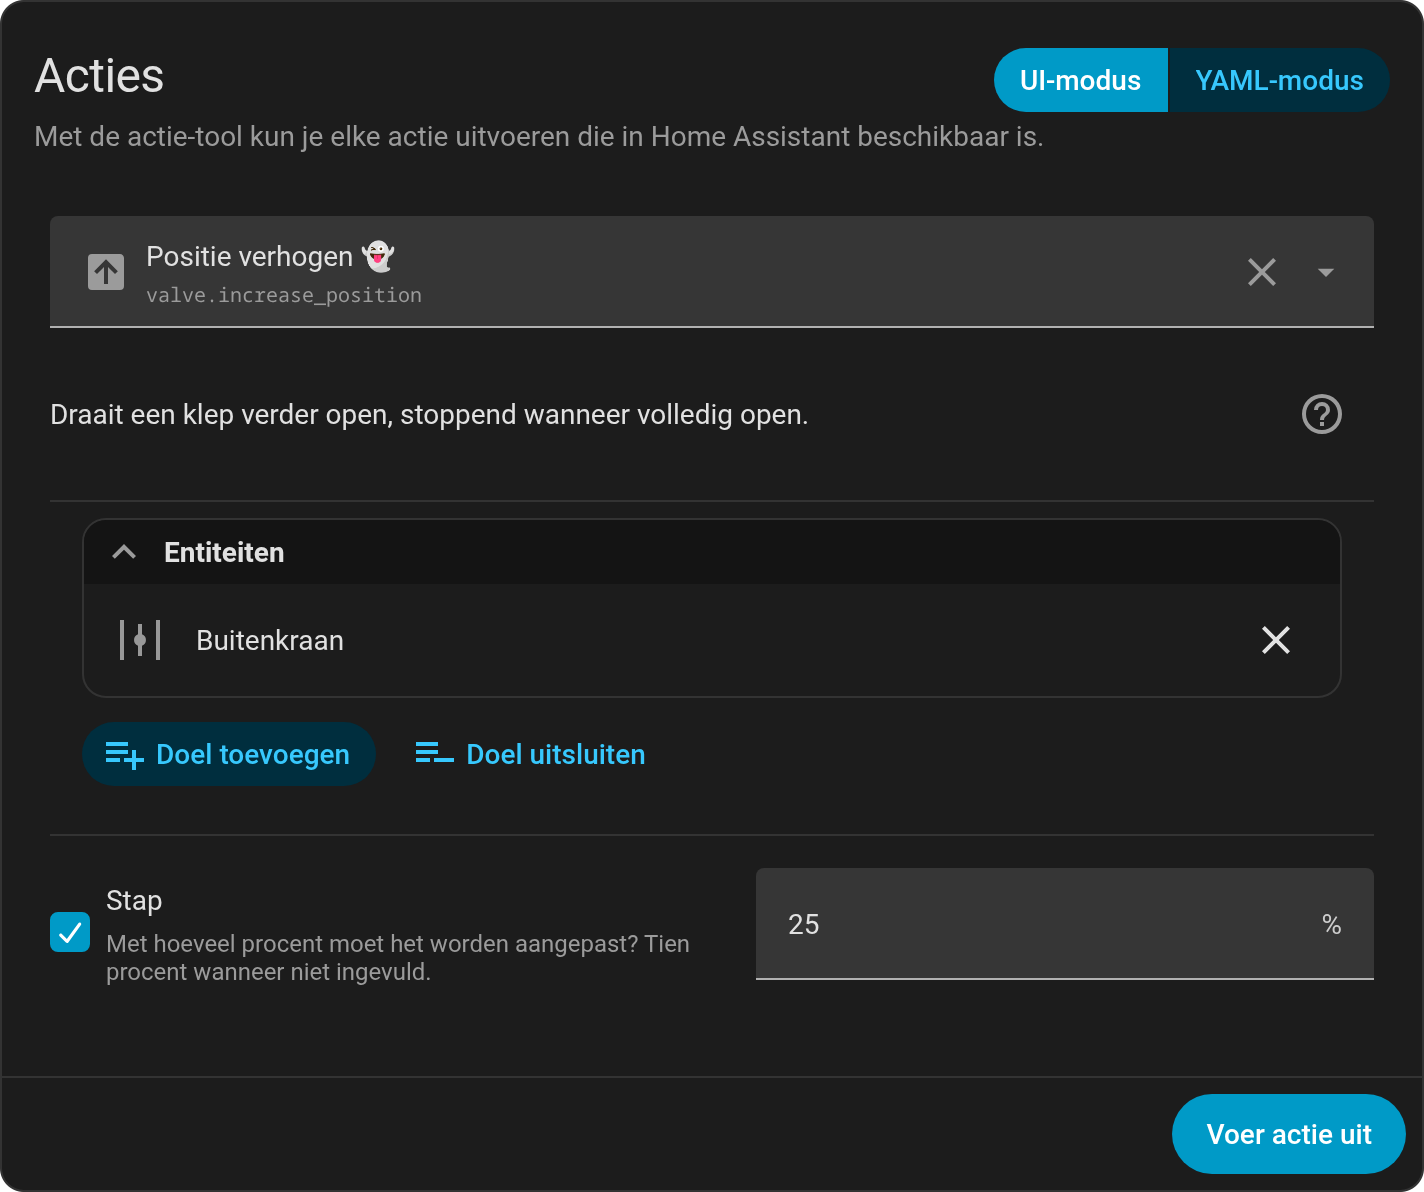 Acties
UI-modus
YAML-modus
Met de actie-tool kun je elke actie uitvoeren die in Home Assistant beschikbaar is.
Positie verhogen 👻
valve.increase_position
Draait een klep verder open, stoppend wanneer volledig open.
Entiteiten
Buitenkraan
Doel toevoegen
Doel uitsluiten
Stap
Met hoeveel procent moet het worden aangepast? Tien
procent wanneer niet ingevuld.
25
%
Voer actie uit